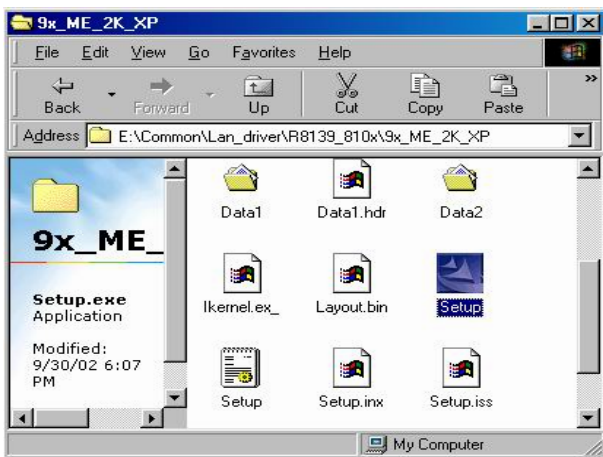 9x_ME_2K_XP
File Edit View Go Favorites Help
Back Forward Up Cut Copy Paste »
Address E:\Common\Lan_driver\R8139_810x\9x_ME_2K_XP
9x_ME_
Setup.exe
Application
Modified:
9/30/02 6:07
PM
Data1 Data1.hdr Data2
Ikernel.ex_ Layout.bin Setup
Setup Setup.inx Setup.iss
My Computer